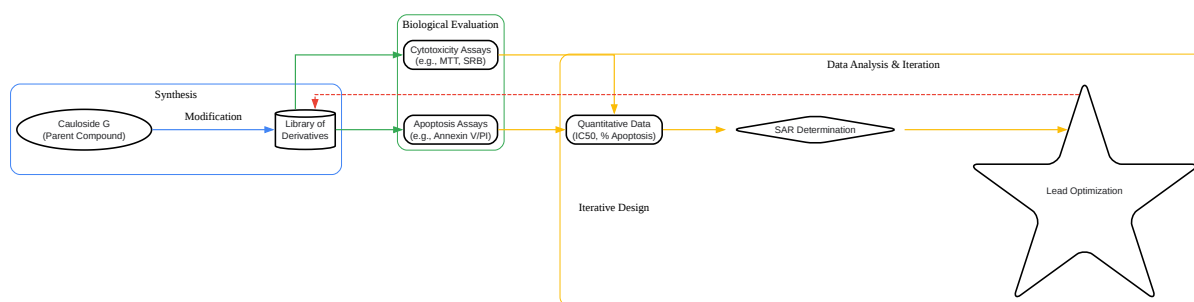 Biological Evaluation
Cytotoxicity Assays
(e.g., MTT, SRB)
Data Analysis & Iteration
Synthesis
Modification
Cauloside G
(Parent Compound)
Library of
Derivatives
Apoptosis Assays
(e.g., Annexin V/PI)
Quantitative Data
(IC50, % Apoptosis)
SAR Determination
Lead Optimization
Iterative Design